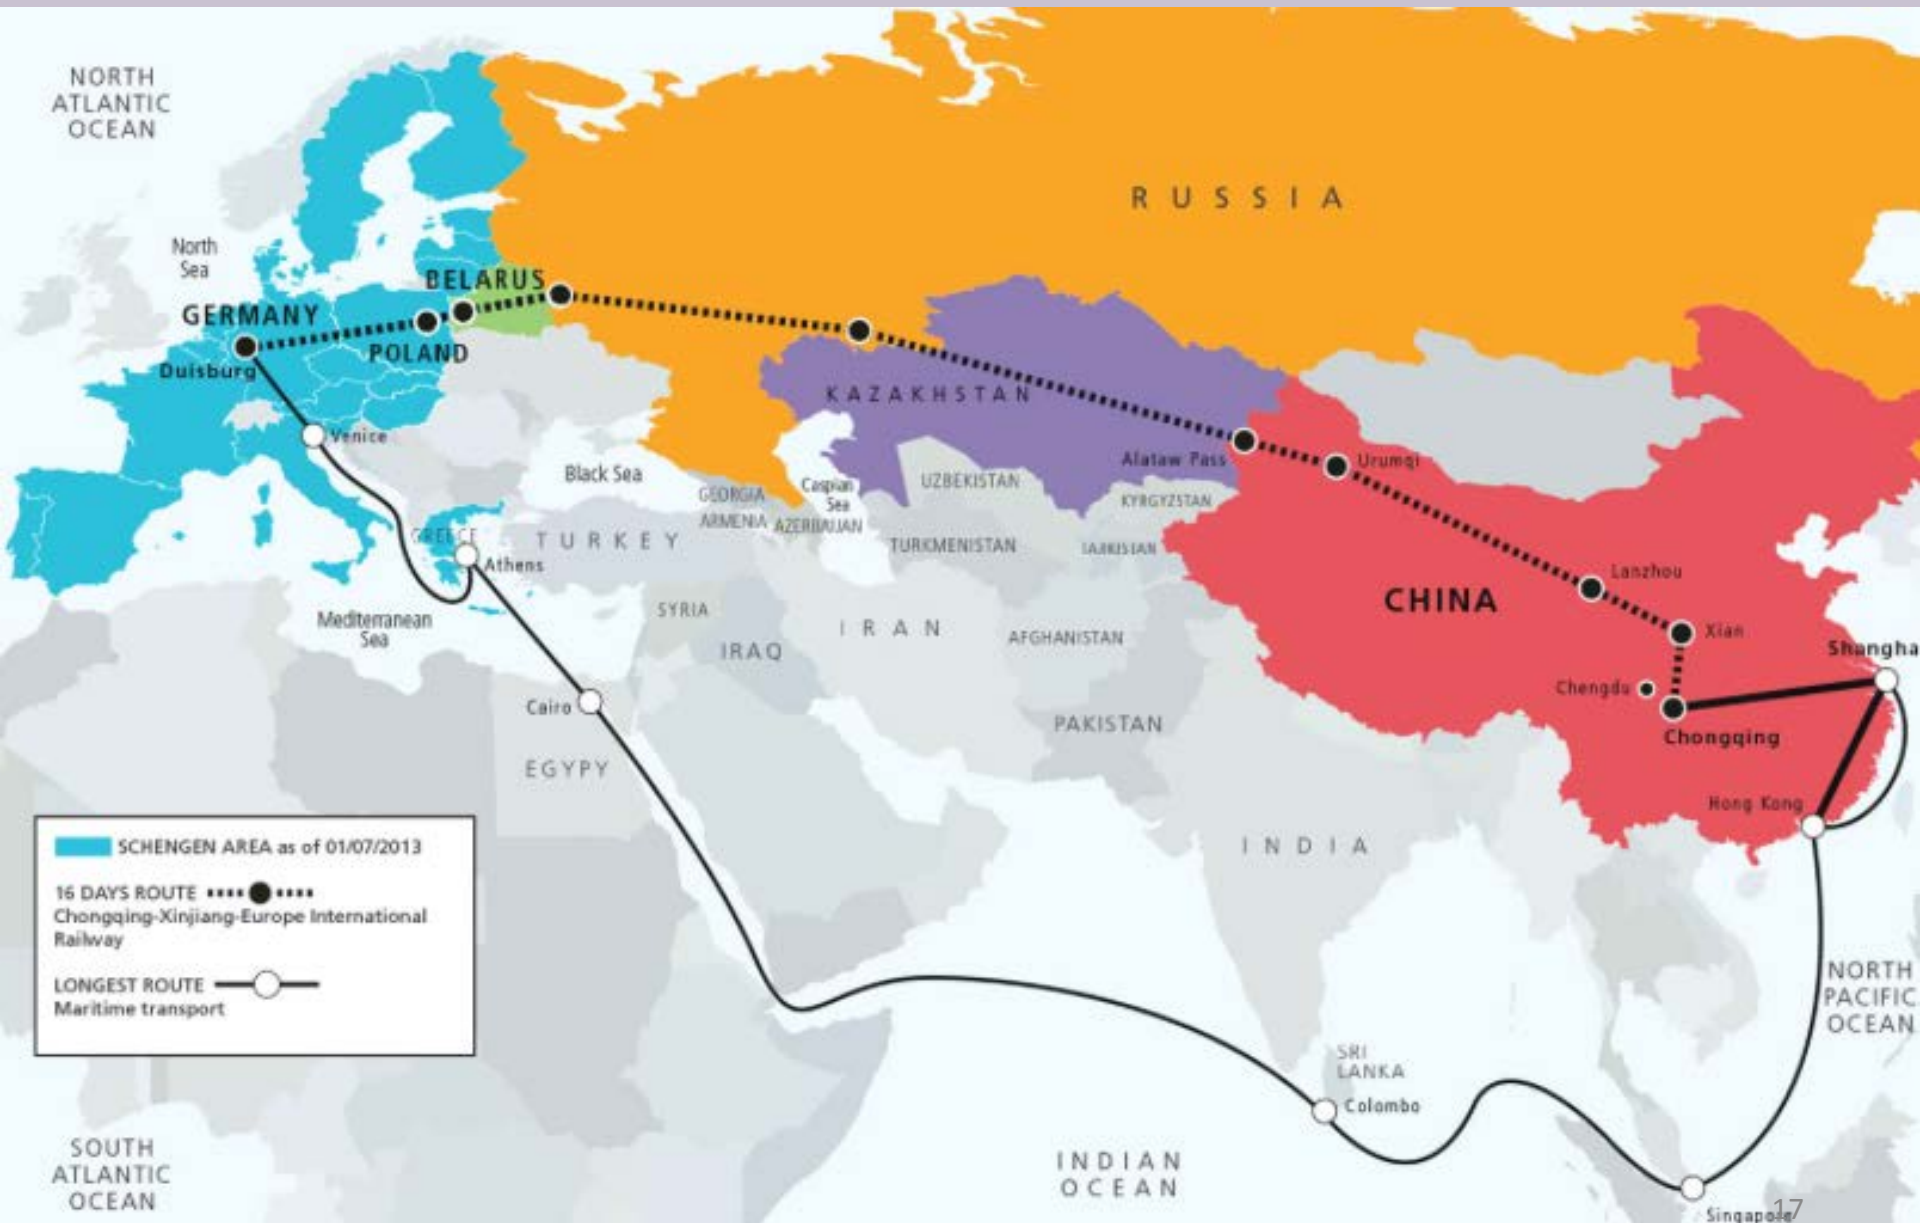 NORTH
ATLANTIC
OCEAN
RUSSIA
North
Sea
BELARUS
GERMANY
POLAND
Duisburg
KAZAKHSTAN
Venice
Alataw Pass
Urumqi
Black Sea
Caspian
Sea
UZBEKISTAN
GEORGIA
KYRGYZSTAN
ARMENIA
AZERBAIJAN
GREECE
TURKEY
TURKMENISTAN
TAJIKISTAN
Athens
Lanzhou
CHINA
SYRIA
Mediterranean
Sea
IRAN
AFGHANISTAN
IRAQ
Xian
Shangha
Chengdu
Cairo
PAKISTAN
Chongqing
EGYPY
Hong Kong
INDIA
SCHENGEN AREA as of 01/07/2013
16 DAYS ROUTE
Chongqing-Xinjiang-Europe International
Railway
LONGEST ROUTE
Maritime transport
NORTH
PACIFIC
OCEAN
SRI
LANKA
Colombo
SOUTH
ATLANTIC
OCEAN
INDIAN
OCEAN
Singapore
17